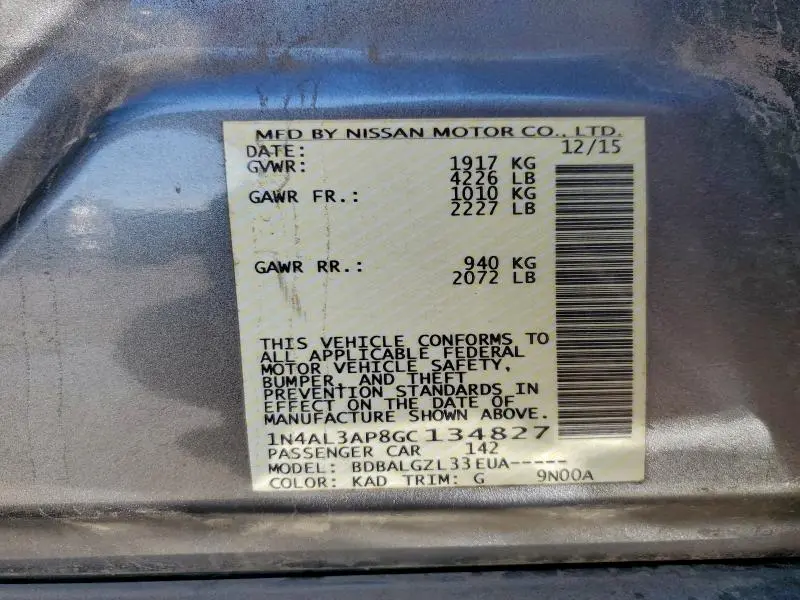 MFD BY NISSAN MOTOR CO., LTD.
DATE: 12/15
GVWR: 1917 KG
4226 LB
GAWR FR.: 1010 KG
2227 LB
GAWR RR.: 940 KG
2072 LB
THIS VEHICLE CONFORMS TO
ALL APPLICABLE FEDERAL
MOTOR VEHICLE SAFETY,
BUMPER, AND THEFT
PREVENTION STANDARDS IN
EFFECT ON THE DATE OF
MANUFACTURE SHOWN ABOVE.
1N4AL3AP8GC134827
PASSENGER CAR 142
MODEL: BDBALGZL33EUA-----
COLOR: KAD TRIM: G 9N00A